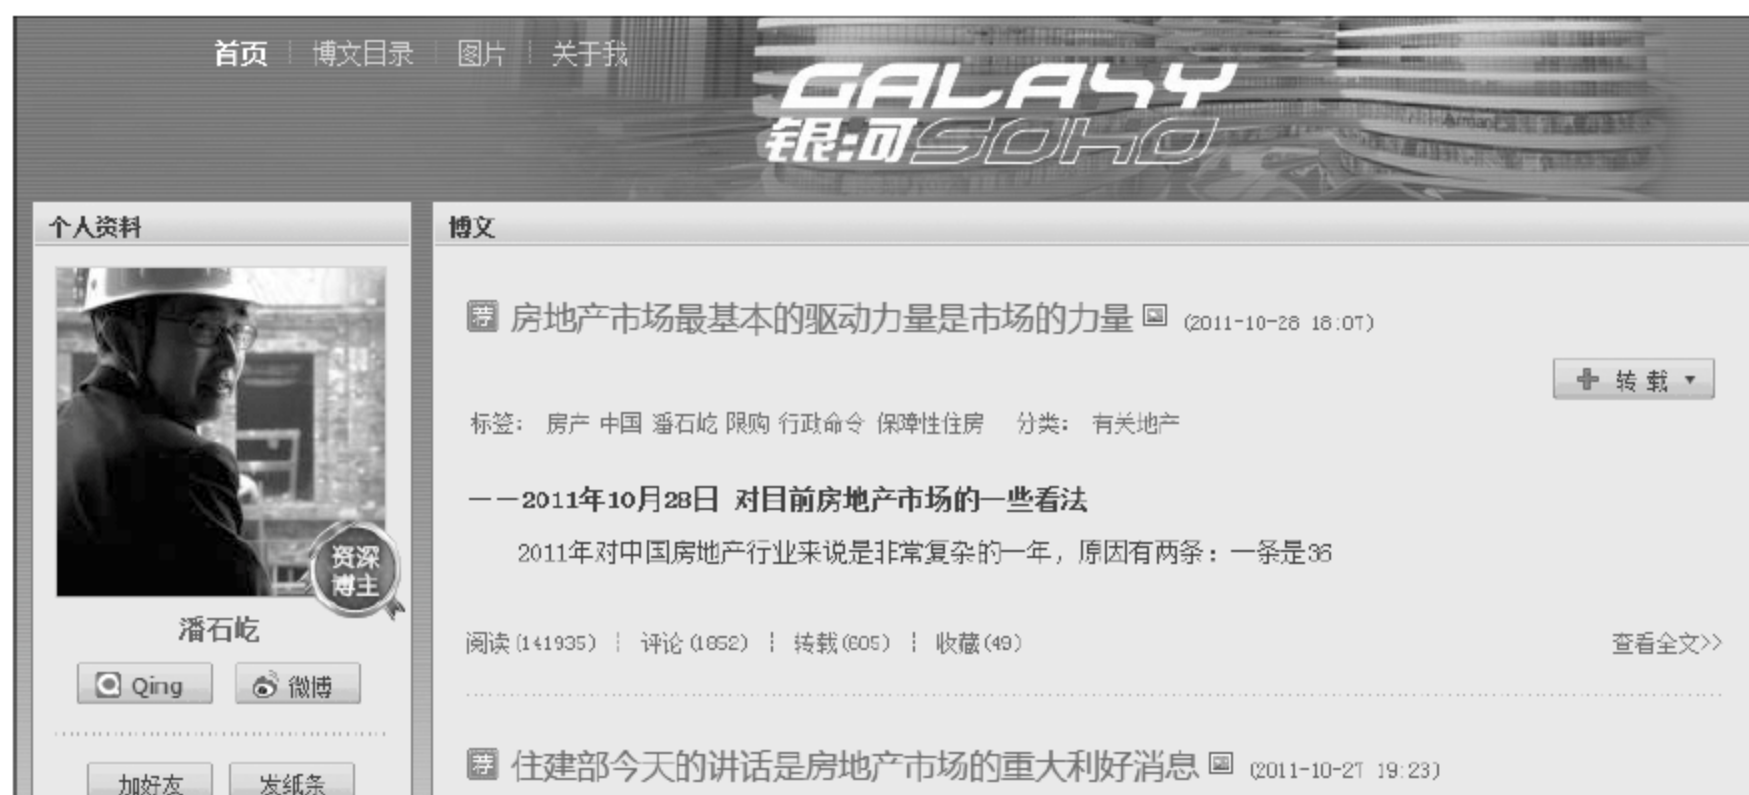 首页 | 博文目录 | 图片 | 关于我
GALAXY
银河SOHO
个人资料
资深
博主
潘石屹
Qing 微博
加好友 发纸条
博文
荐 房地产市场最基本的驱动力量是市场的力量 (2011-10-28 18:07)
转载
标签： 房产 中国 潘石屹 限购 行政命令 保障性住房 分类： 有关地产
——2011年10月28日 对目前房地产市场的一些看法
2011年对中国房地产行业来说是非常复杂的一年，原因有两条：一条是36
阅读(141935) | 评论(1852) | 转载(605) | 收藏(49) 查看全文>>
荐 住建部今天的讲话是房地产市场的重大利好消息 (2011-10-27 19:23)